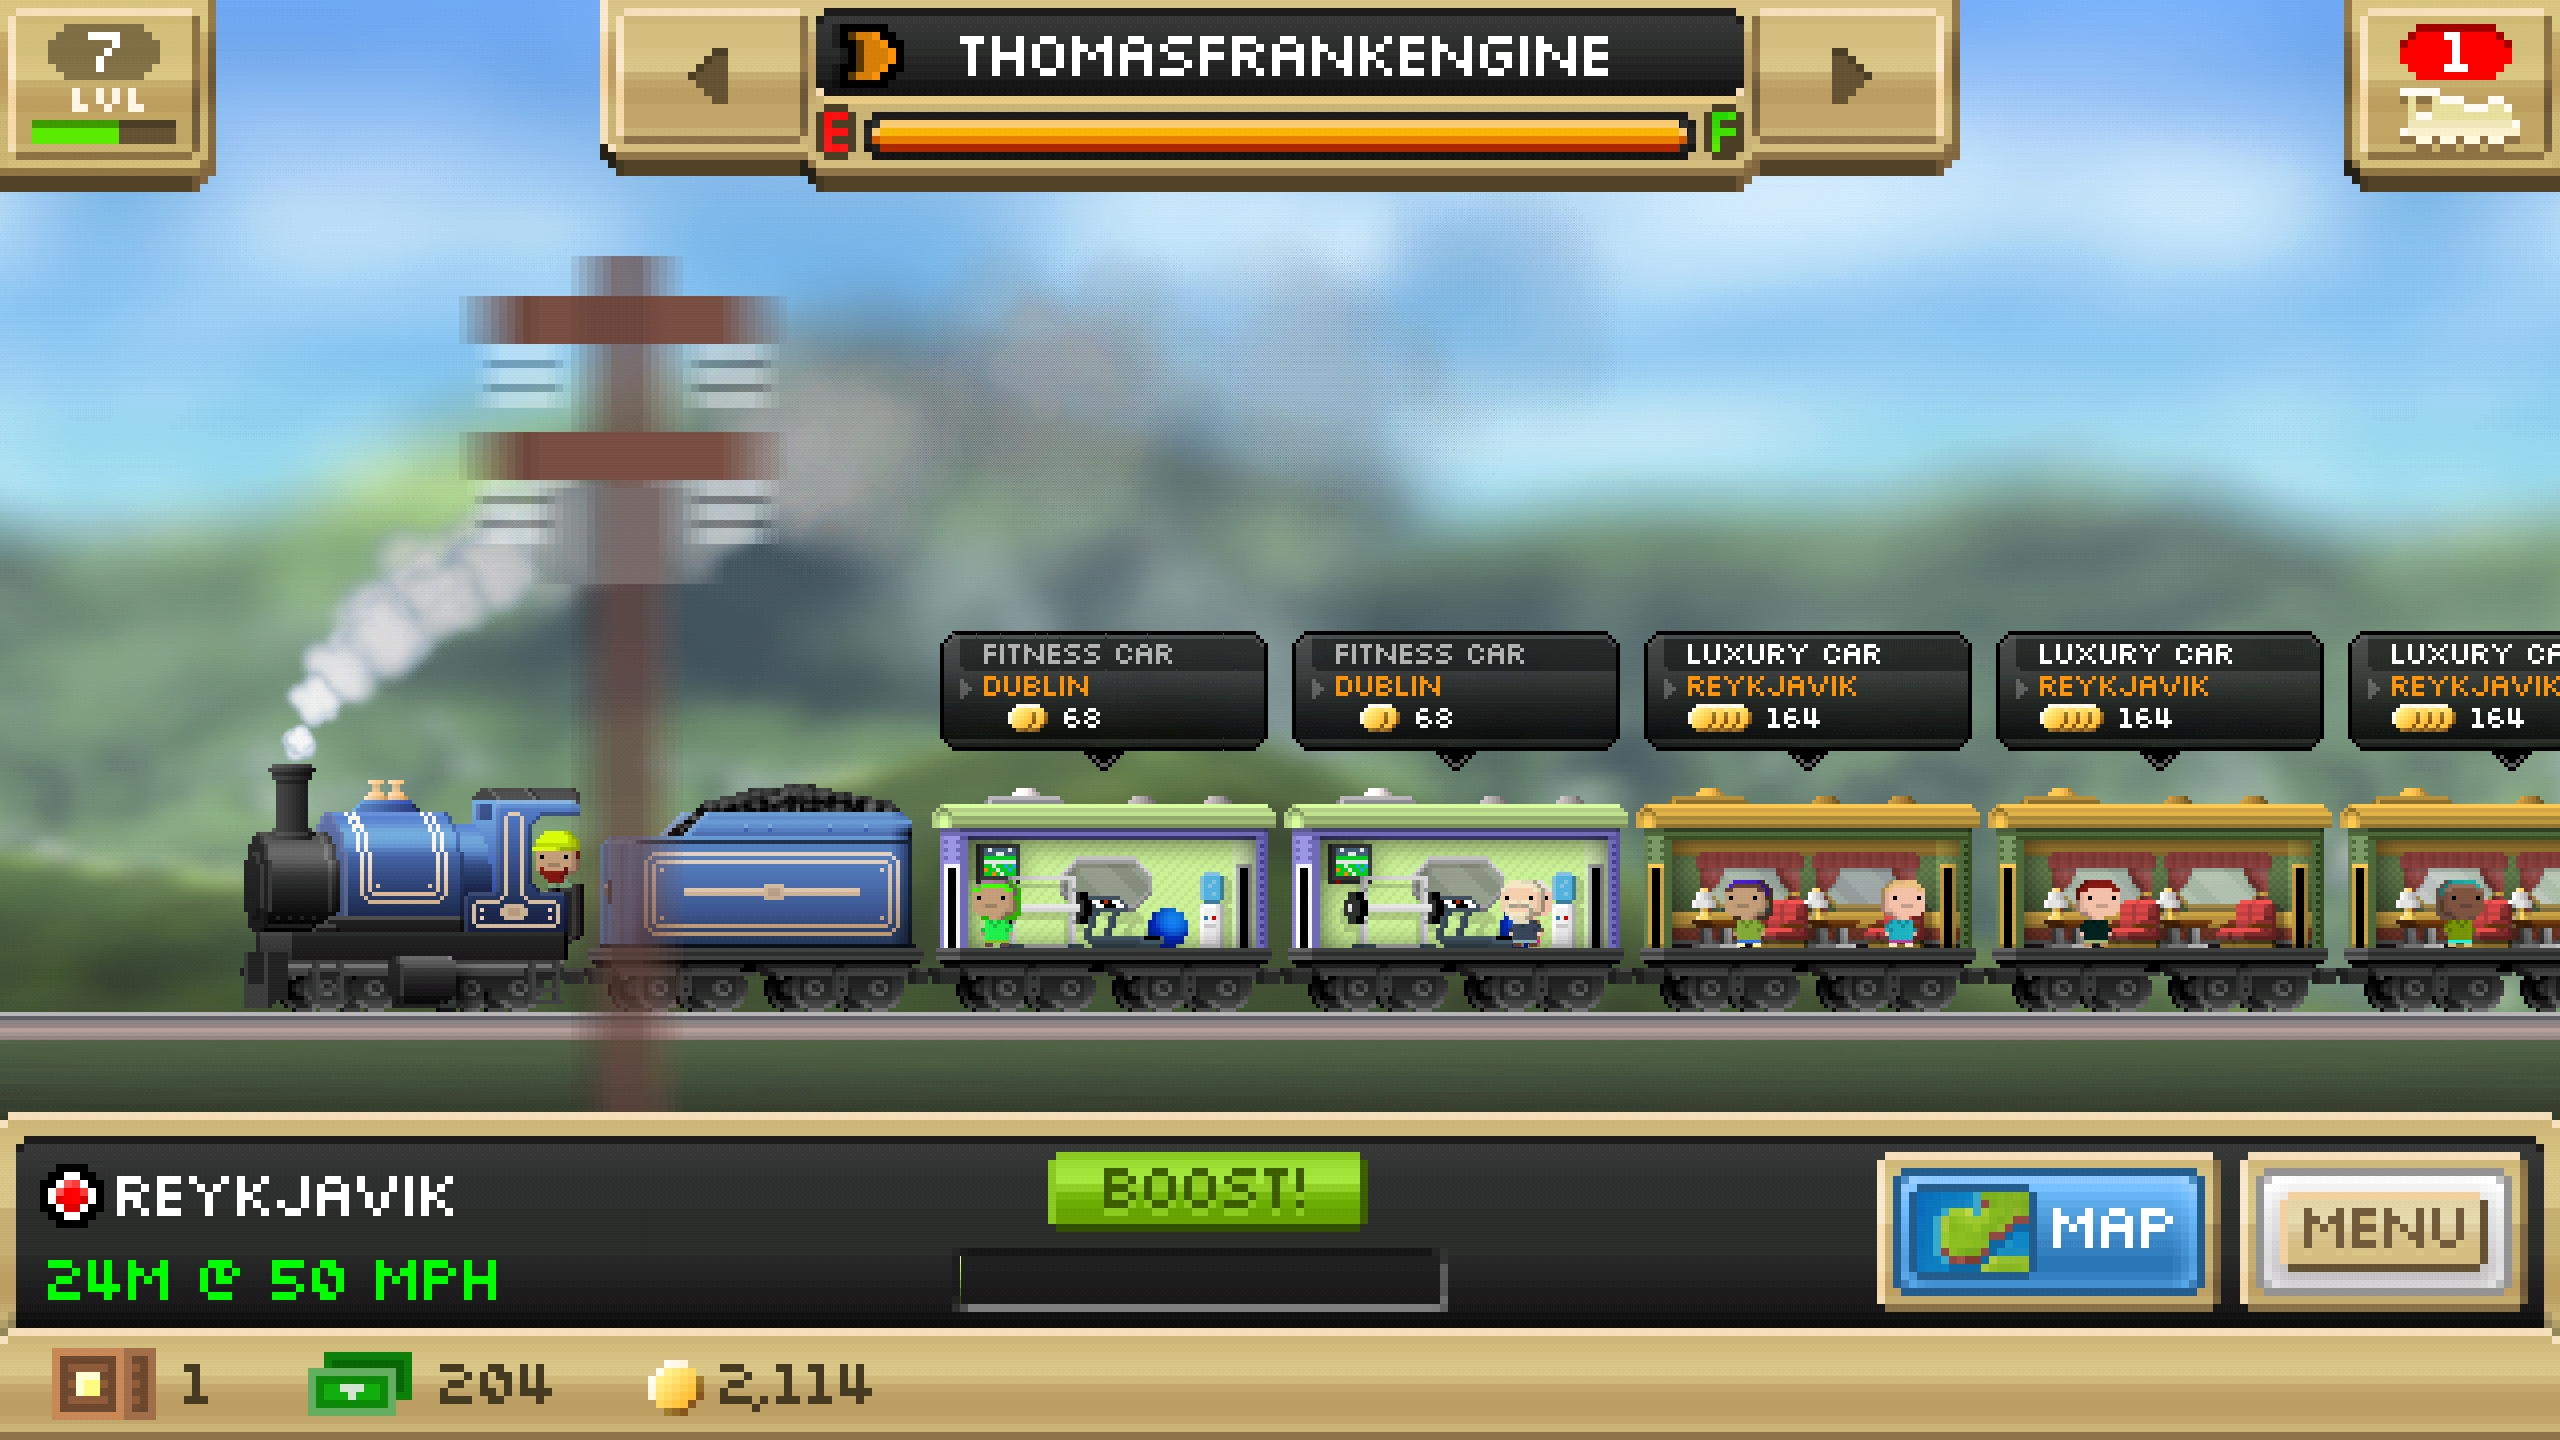 7
LVL
THOMASFRANKENGINE
E
F
1
FITNESS CAR
DUBLIN
68
FITNESS CAR
DUBLIN
68
LUXURY CAR
REYKJAVIK
164
LUXURY CAR
REYKJAVIK
164
LUXURY CA
REYKJAVIK
164
REYKJAVIK
24M @ 50 MPH
BOOST!
MAP
MENU
1
204
2,114